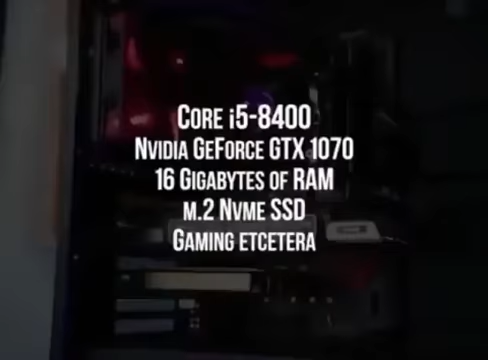 Core i5-8400
Nvidia GeForce GTX 1070
16 Gigabytes of RAM
m.2 Nvme SSD
Gaming etcetera